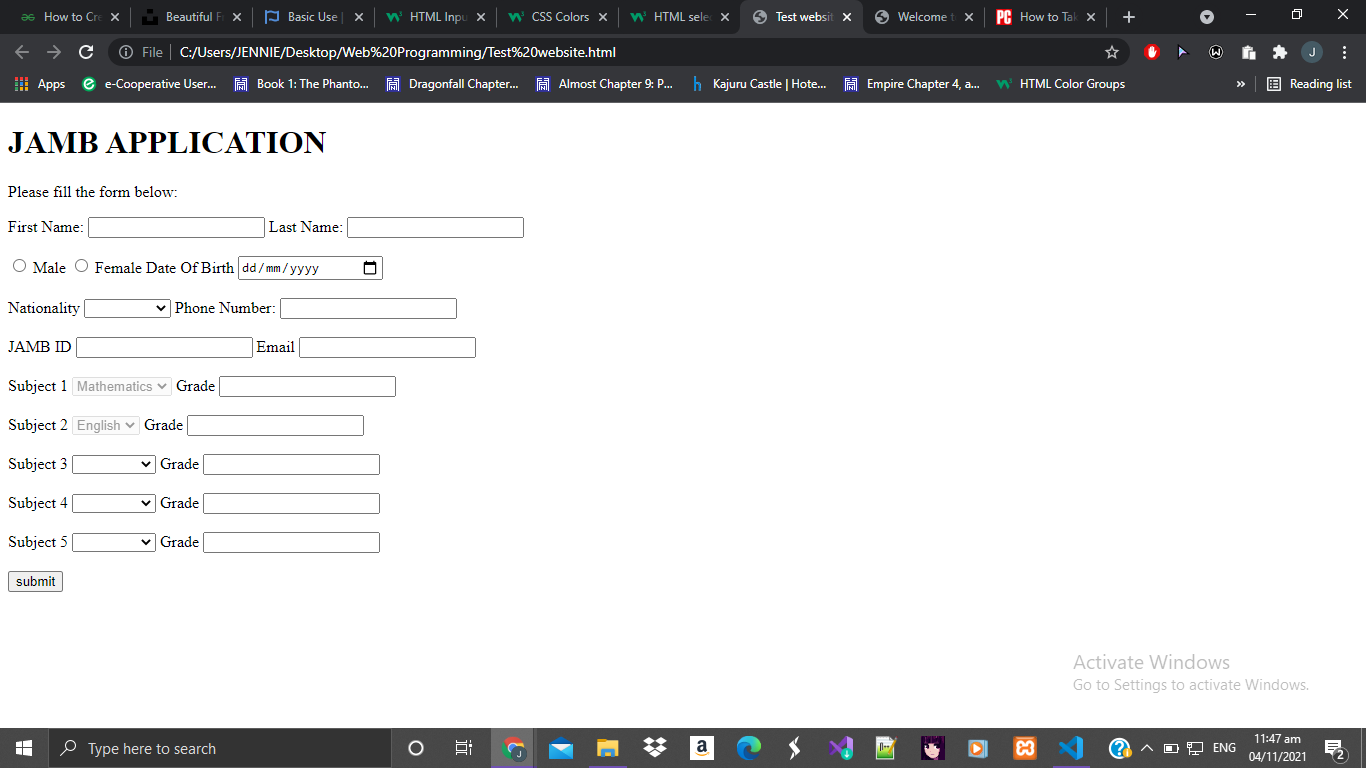 How to Cre
Beautiful F
Basic Use |
HTML Inpu
CSS Colors
HTML sele
Test websit
Welcome t
PC How to Tak
File C:/Users/JENNIE/Desktop/Web%20Programming/Test%20website.html
J
Apps e-Cooperative User... Book 1: The Phanto... Dragonfall Chapter... Almost Chapter 9: P... Kajuru Castle | Hote... Empire Chapter 4, a... HTML Color Groups » Reading list
JAMB APPLICATION
Please fill the form below:
First Name: Last Name:
Male Female Date Of Birth dd/mm/yyyy
Nationality Phone Number:
JAMB ID Email
Subject 1 Mathematics Grade
Subject 2 English Grade
Subject 3 Grade
Subject 4 Grade
Subject 5 Grade
submit
Activate Windows
Go to Settings to activate Windows.
Type here to search
ENG
11:47 am
04/11/2021
2